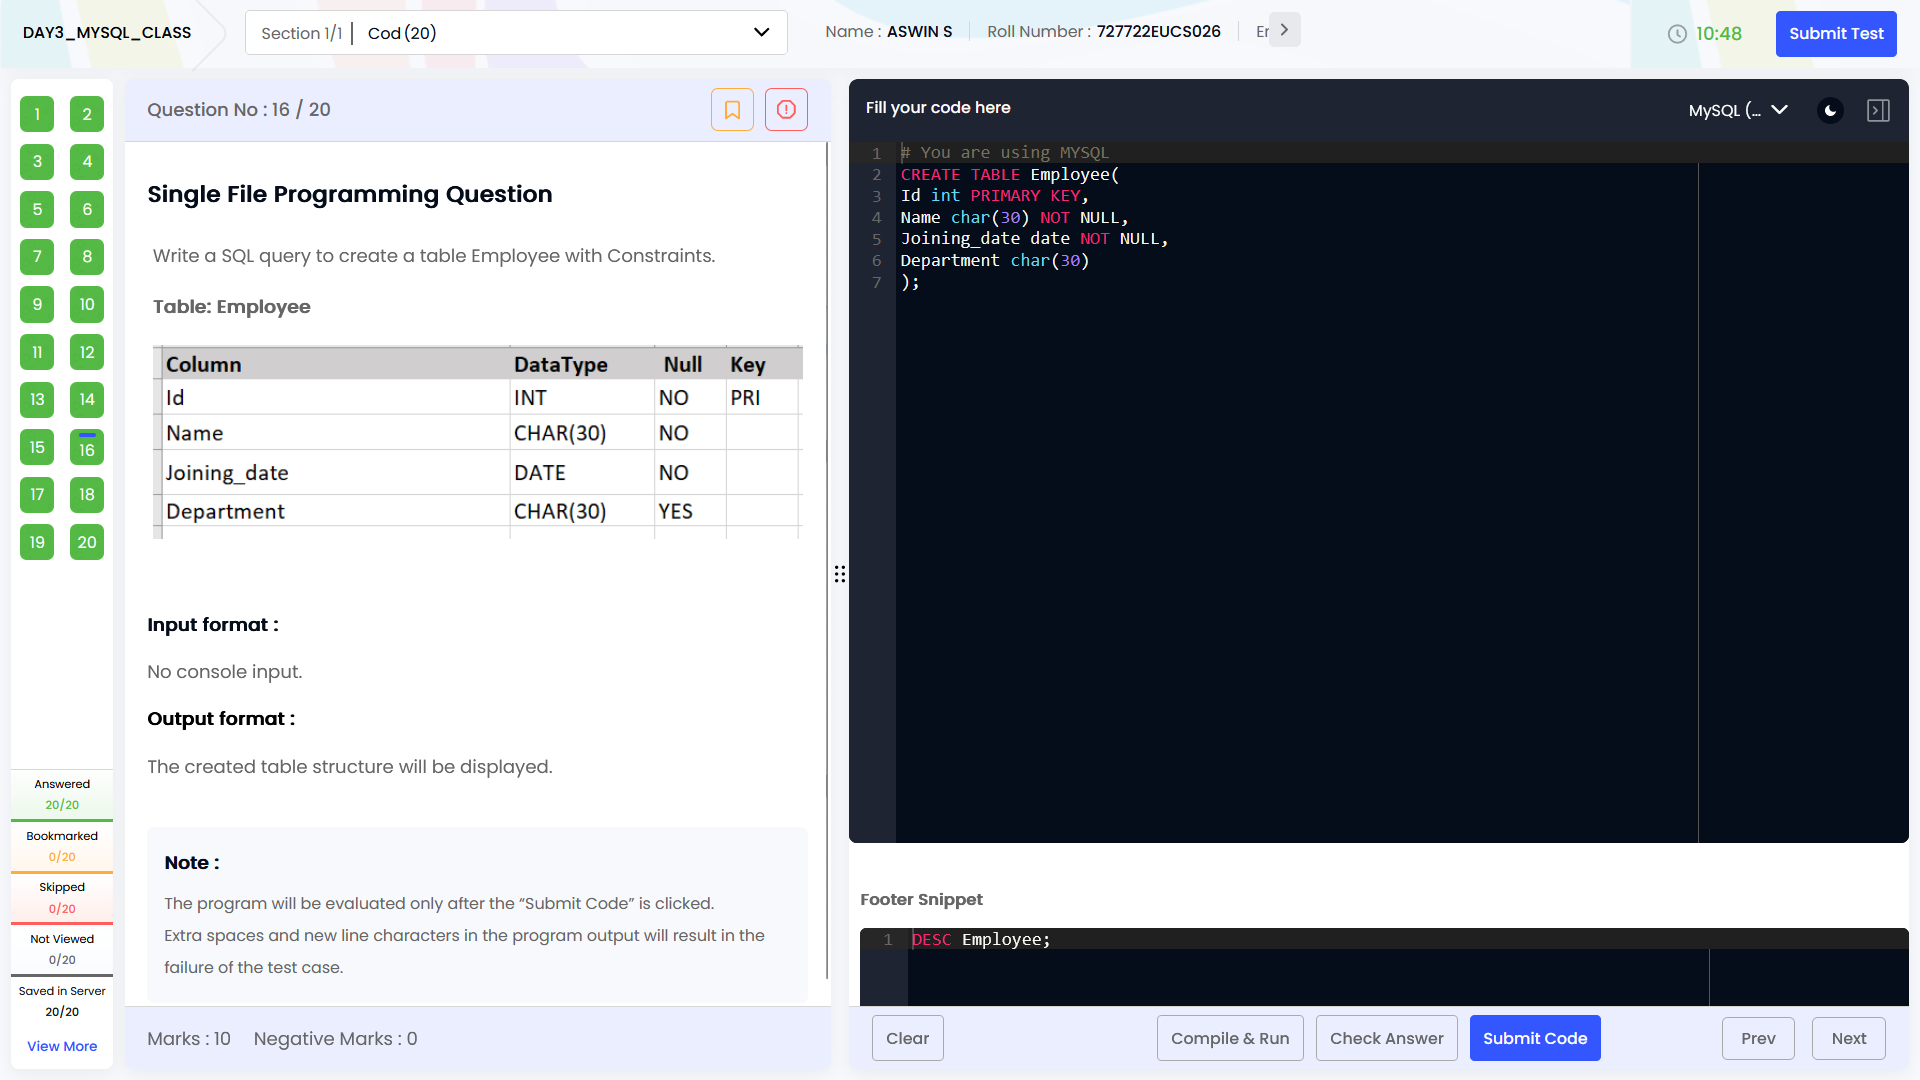 DAY3_MYSQL_CLASS
Section 1/1 | Cod (20)
Name : ASWIN S
Roll Number : 727722EUCS026
10:48
Submit Test
1 2
3 4
5 6
7 8
9 10
11 12
13 14
15 16
17 18
19 20
Answered
20/20
Bookmarked
0/20
Skipped
0/20
Not Viewed
0/20
Saved in Server
20/20
View More
Question No : 16 / 20
Single File Programming Question
Write a SQL query to create a table Employee with Constraints.
Table: Employee
Column DataType Null Key
Id INT NO PRI
Name CHAR(30) NO
Joining_date DATE NO
Department CHAR(30) YES
Input format :
No console input.
Output format :
The created table structure will be displayed.
Note :
The program will be evaluated only after the “Submit Code” is clicked.
Extra spaces and new line characters in the program output will result in the
failure of the test case.
Marks : 10 Negative Marks : 0
Fill your code here
MySQL (...
1 # You are using MYSQL
2 CREATE TABLE Employee(
3 Id int PRIMARY KEY,
4 Name char(30) NOT NULL,
5 Joining_date date NOT NULL,
6 Department char(30)
7 );
Footer Snippet
1 DESC Employee;
Clear
Compile & Run
Check Answer
Submit Code
Prev
Next